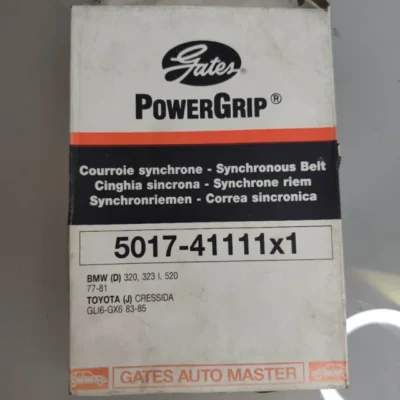 Gates
POWERGRIP®
Courroie synchrone - Synchronous Belt
Cinghia sincrona - Synchrone riem
Synchronriemen - Correa sincronica
5017-41111x1
BMW (D) 320, 323 I, 520
77-81
TOYOTA (J) CRESSIDA
GLI6-GX6 83-85
GATES AUTO MASTER